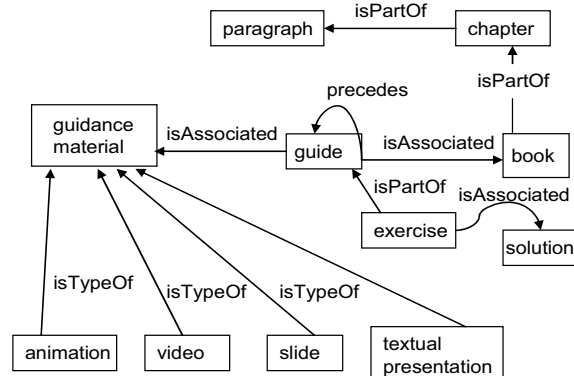 isPartOf
paragraph
chapter
isPartOf
precedes
guidance
material
isAssociated
guide
isAssociated
book
isPartOf
isAssociated
exercise
solution
isTypeOf
isTypeOf
isTypeOf
animation
video
slide
textual
presentation